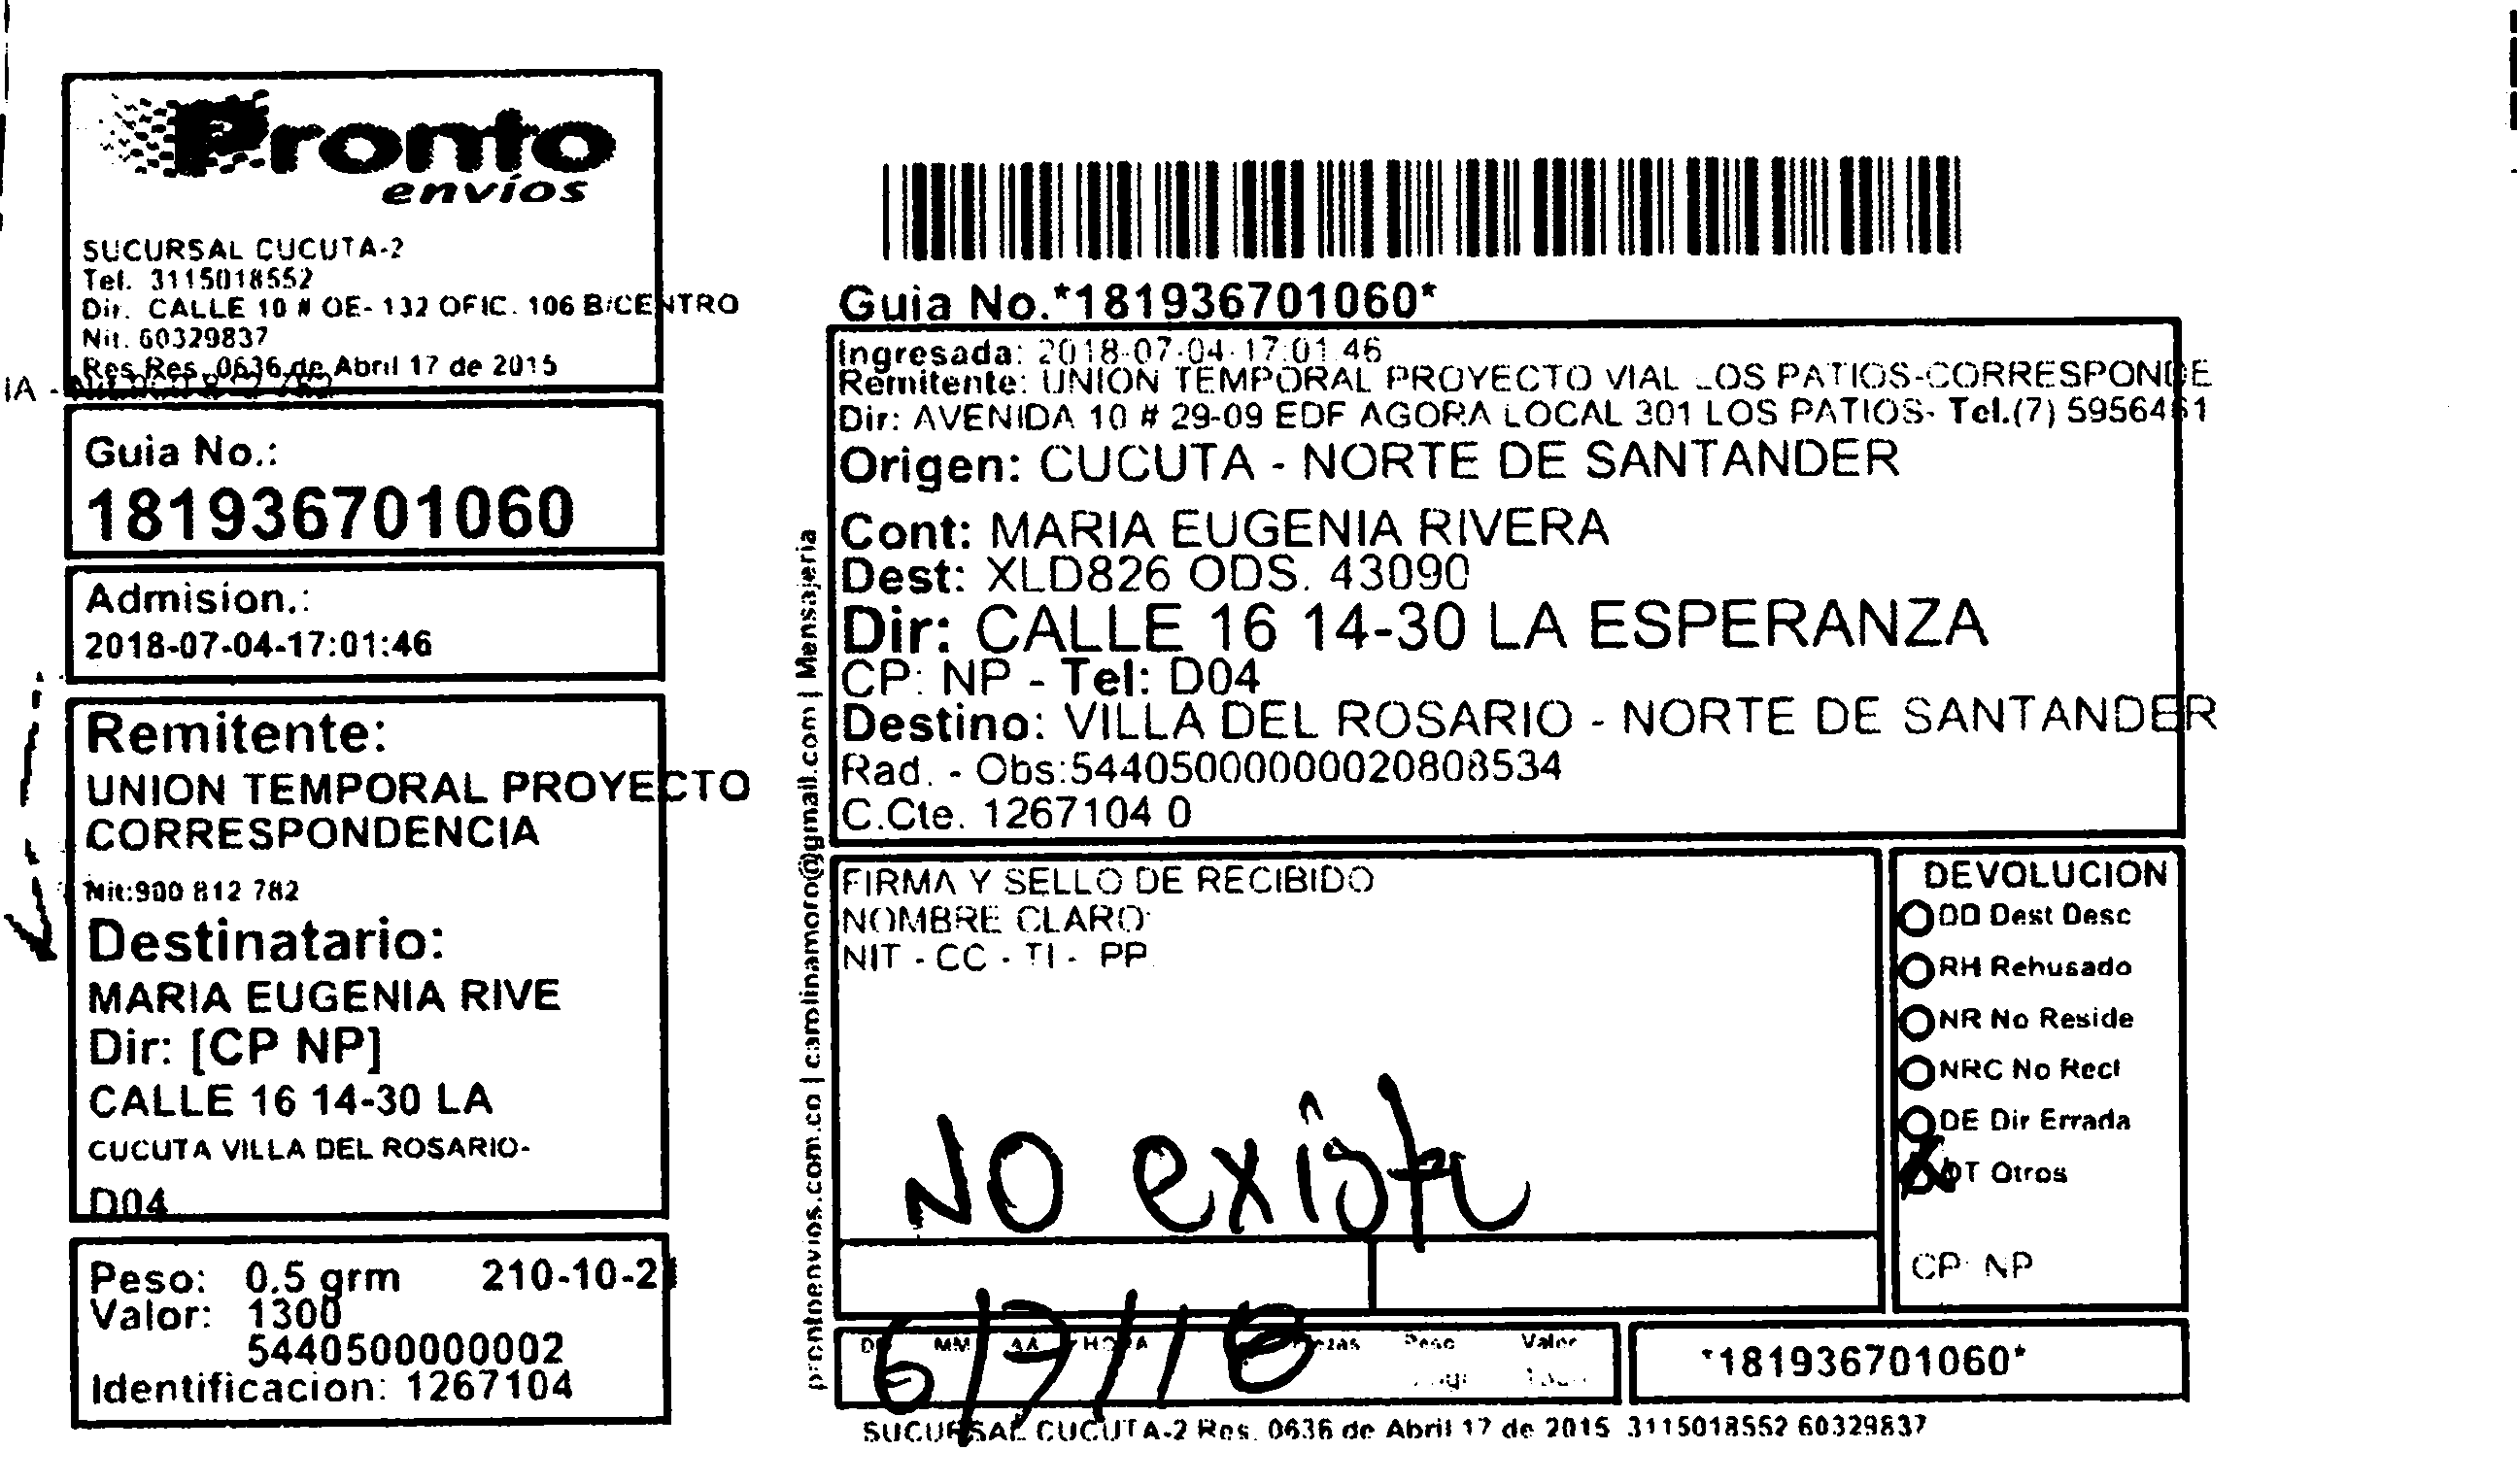 Pronto
envíos
SUCURSAL CUCUTA-2
Tel. 3115018552
Dir. CALLE 10 # OE-132 OFIC. 106 B/CENTRO
Nit. 60329837
Res Res. 0636 de Abril 17 de 2015
IA -
Guia No.:
181936701060
Admision.:
2018-07-04-17:01:46
Remitente:
UNION TEMPORAL PROYECTO
CORRESPONDENCIA
Nit:900 812 782
Destinatario:
MARIA EUGENIA RIVE
Dir: [CP NP]
CALLE 16 14-30 LA
CUCUTA VILLA DEL ROSARIO-
D04
Peso: 0.5 grm 210-10-21
Valor: 1300
5440500000002
Identificacion: 1267104
prontoenvios.com.co | carolinamoro@gmail.com | Mensajeria
Guia No.*181936701060*
Ingresada: 2018-07-04-17:01:46
Remitente: UNION TEMPORAL PROYECTO VIAL LOS PATIOS-CORRESPONDE
Dir: AVENIDA 10 # 29-09 EDF AGORA LOCAL 301 LOS PATIOS- Tel.(7) 5956461
Origen: CUCUTA - NORTE DE SANTANDER
Cont: MARIA EUGENIA RIVERA
Dest: XLD826 ODS. 43090
Dir: CALLE 16 14-30 LA ESPERANZA
CP: NP - Tel: D04
Destino: VILLA DEL ROSARIO - NORTE DE SANTANDER
Rad. - Obs:54405000000020808534
C.Cte. 1267104 0
FIRMA Y SELLO DE RECIBIDO
NOMBRE CLARO
NIT - CC - TI - PP
No existe
DEVOLUCION
DD Dest Desc
RH Rehusado
NR No Reside
NRC No Recl
DE Dir Errada
OT Otros
CP: NP
MM AA HORA Peso Valor
6/7/18
*181936701060*
SUCURSAL CUCUTA-2 Res. 0636 de Abril 17 de 2015 3115018552 60329837